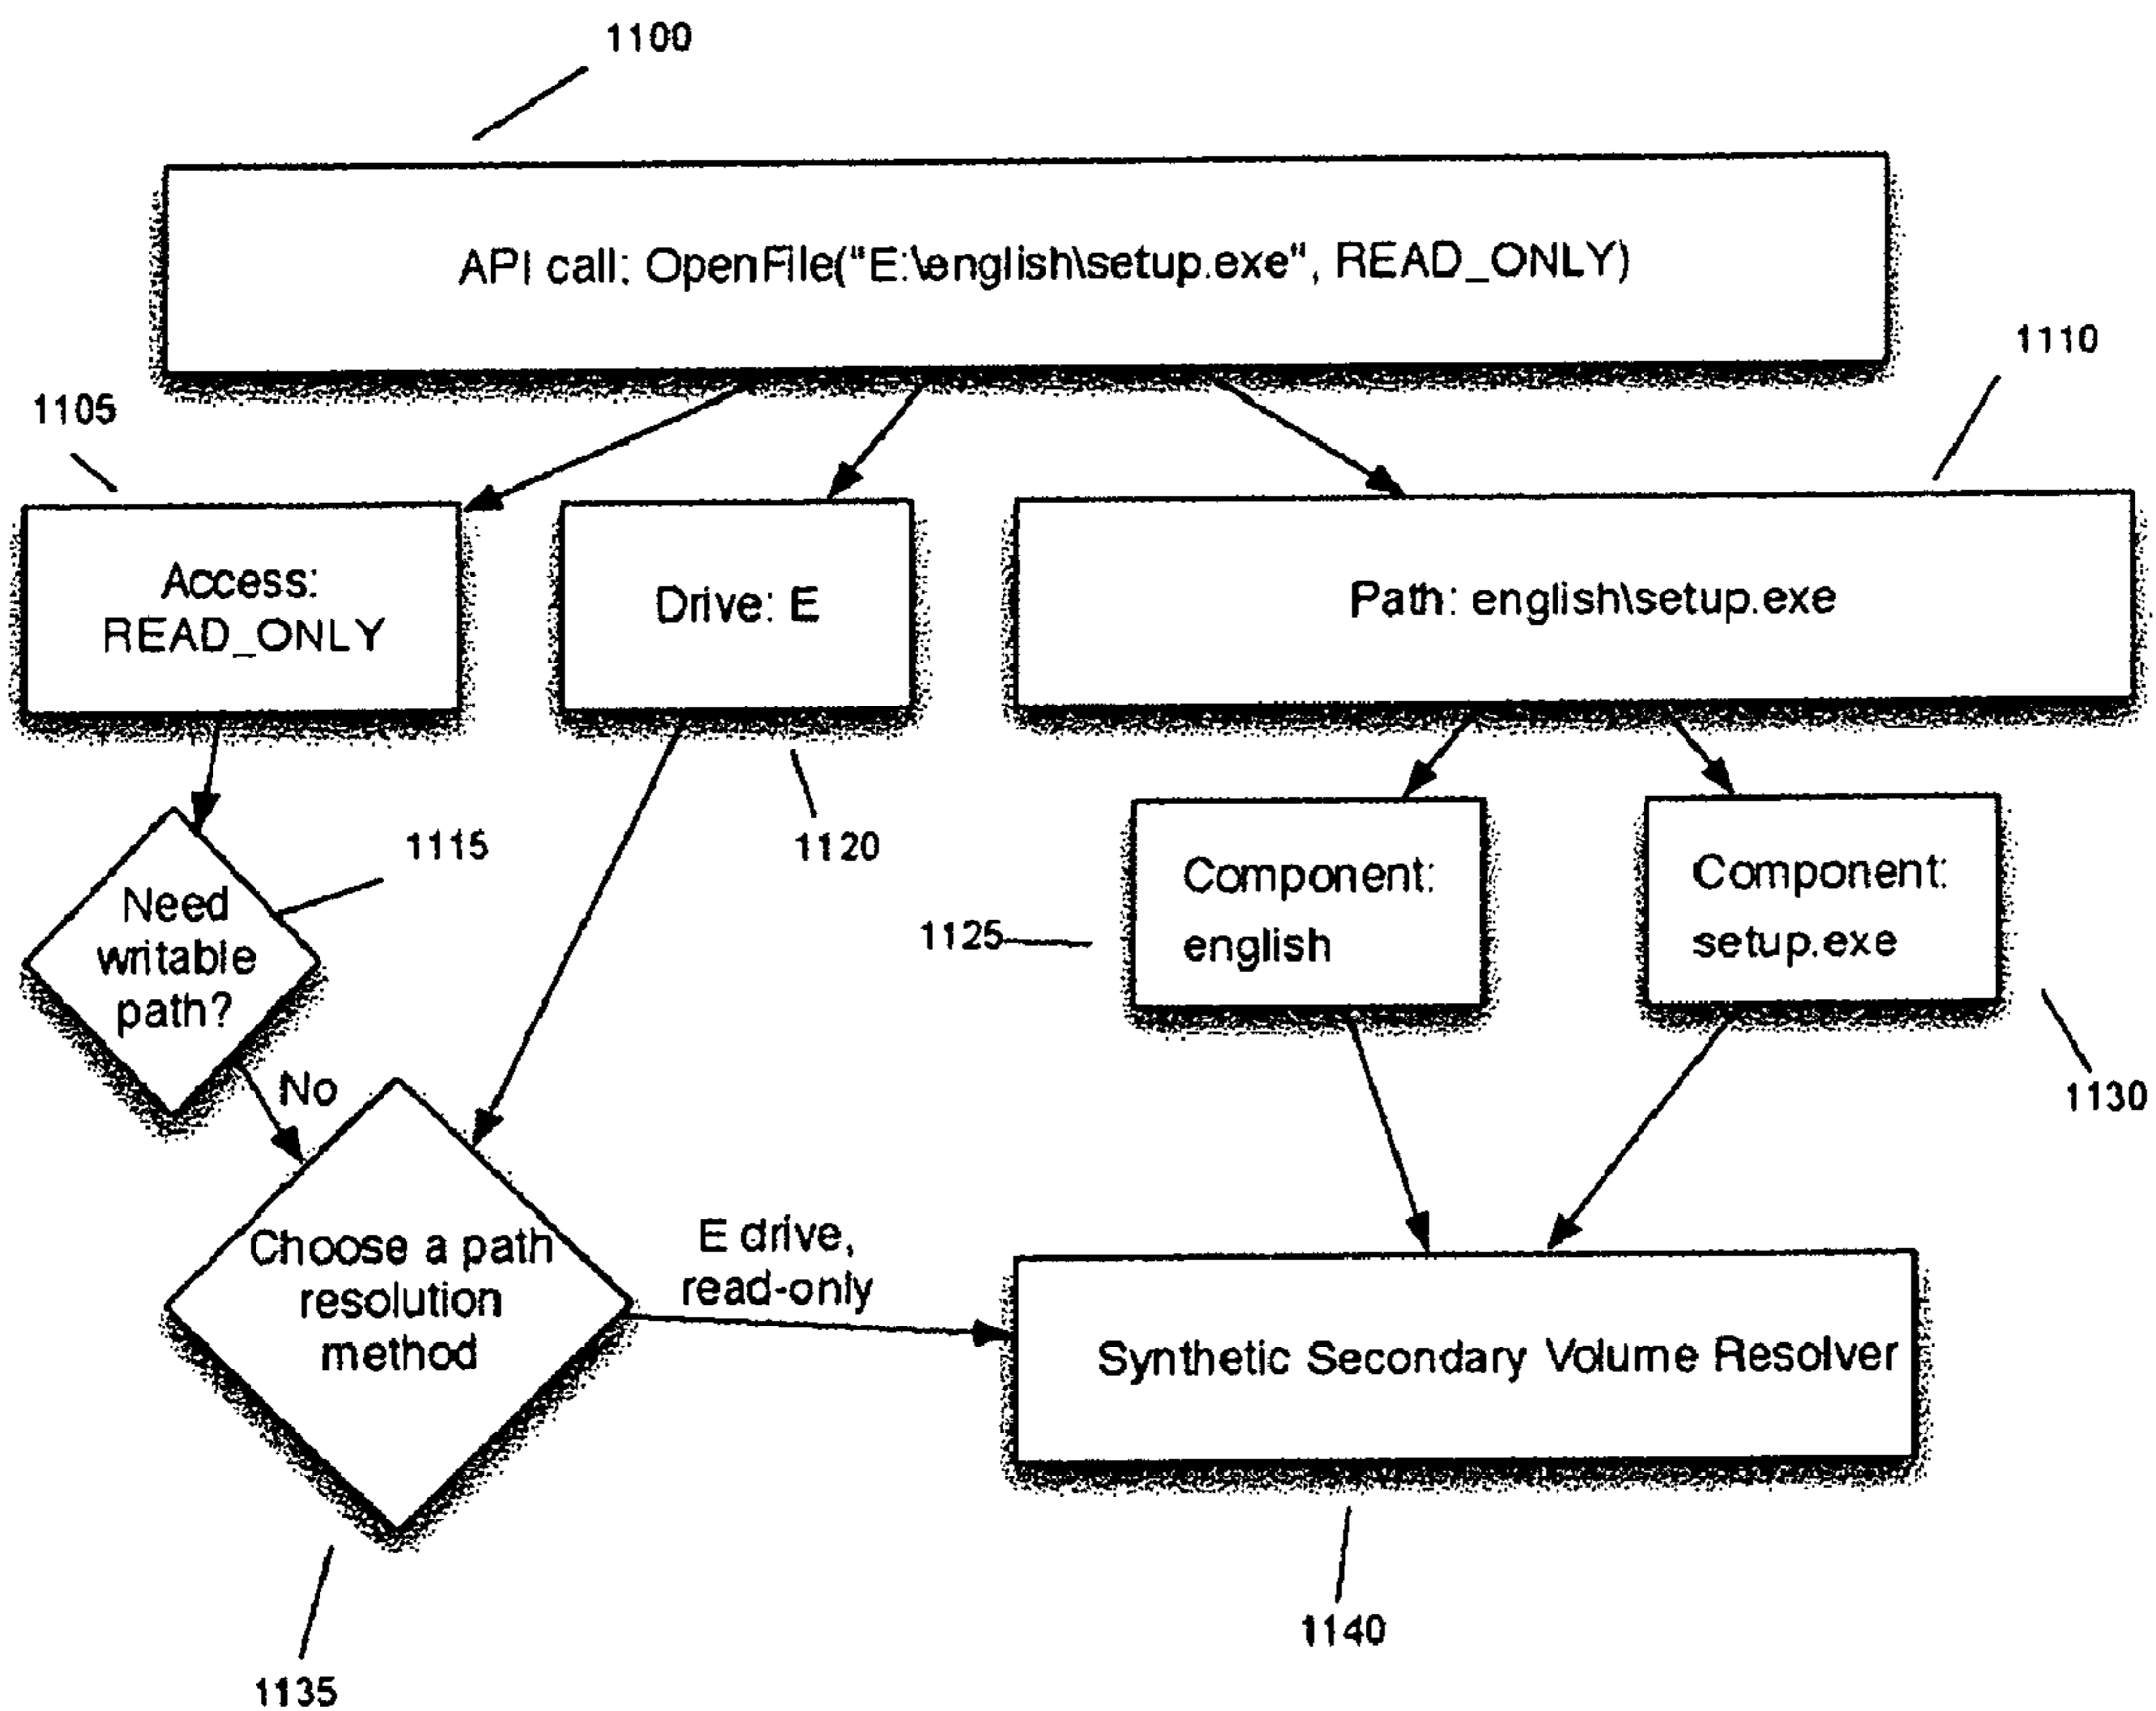 1100
API call: OpenFile("E:\english\setup.exe", READ_ONLY)
1110
1105
Access:
READ_ONLY
Drive: E
Path: english\setup.exe
1115
1120
Need
writable
path?
Component:
english
Component:
setup.exe
1125
1130
No
Choose a path
resolution
method
E drive,
read-only
Synthetic Secondary Volume Resolver
1140
1135